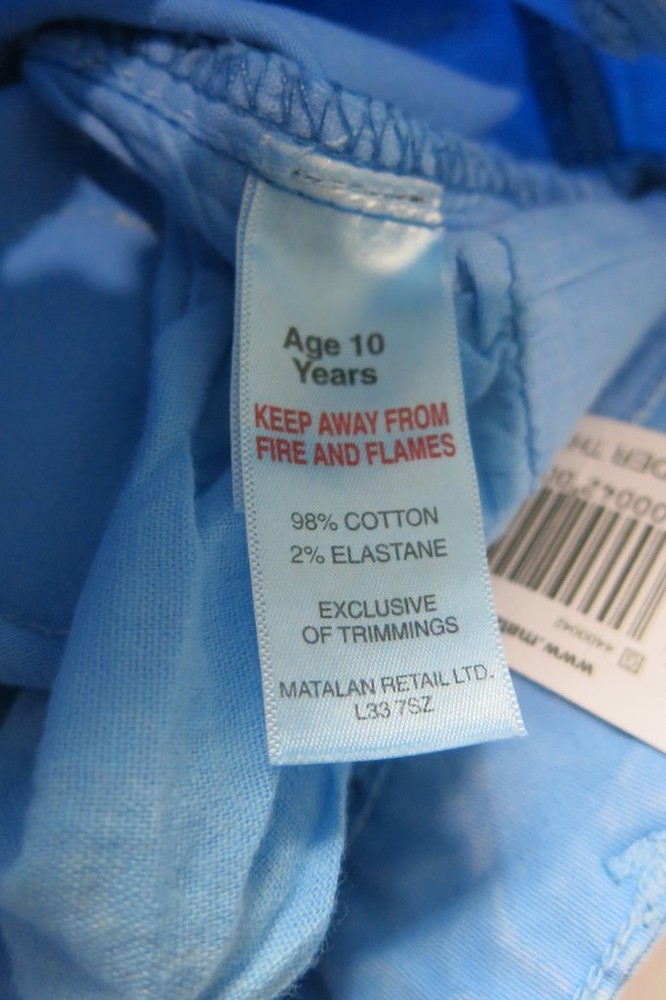 Age 10
Years
KEEP AWAY FROM
FIRE AND FLAMES
98% COTTON
2% ELASTANE
EXCLUSIVE
OF TRIMMINGS
MATALAN RETAIL LTD.
L33 7SZ